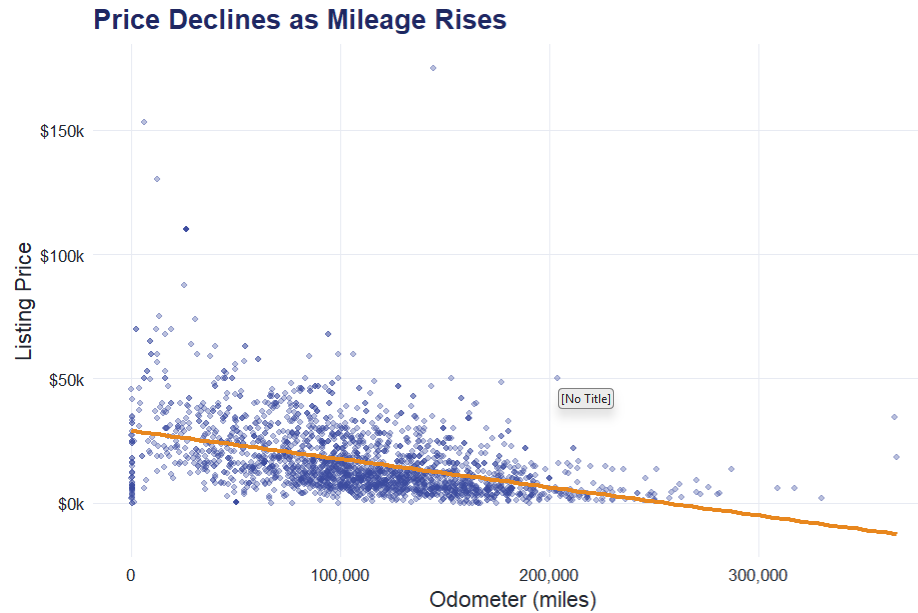 Price Declines as Mileage Rises
$150k
$100k
$50k
$0k
Listing Price
[No Title]
0
100,000
200,000
300,000
Odometer (miles)